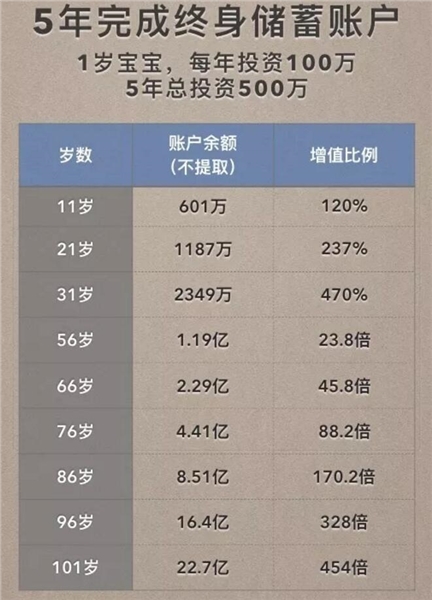 5年完成终身储蓄账户
1岁宝宝，每年投资100万
5年总投资500万
岁数 账户余额（不提取） 增值比例
11岁 601万 120%
21岁 1187万 237%
31岁 2349万 470%
56岁 1.19亿 23.8倍
66岁 2.29亿 45.8倍
76岁 4.41亿 88.2倍
86岁 8.51亿 170.2倍
96岁 16.4亿 328倍
101岁 22.7亿 454倍